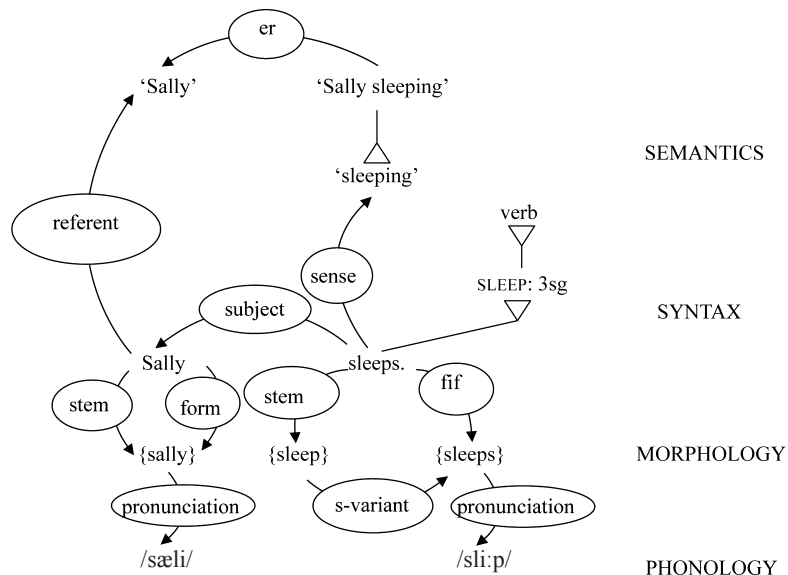 er
‘Sally’ ‘Sally sleeping’
SEMANTICS
‘sleeping’
referent verb
sense SLEEP: 3sg
subject SYNTAX
Sally sleeps.
stem form stem fif
{sally} {sleep} {sleeps} MORPHOLOGY
pronunciation s-variant pronunciation
/sæli/ /sli:p/ PHONOLOGY